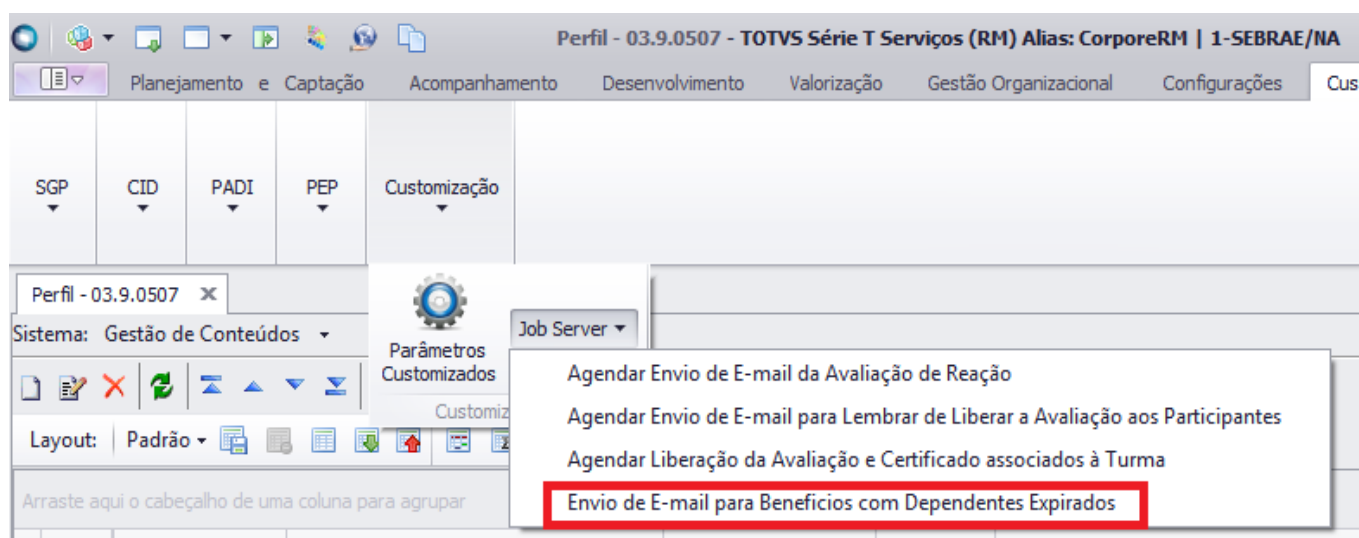 Perfil - 03.9.0507 - TOTVS Série T Serviços (RM) Alias: CorporeRM | 1-SEBRAE/NA
Planejamento e Captação Acompanhamento Desenvolvimento Valorização Gestão Organizacional Configurações Cus
SGP CID PADI PEP Customização
Perfil - 03.9.0507
Sistema: Gestão de Conteúdos
Job Server
Parâmetros
Customizados
Customiz
Agendar Envio de E-mail da Avaliação de Reação
Agendar Envio de E-mail para Lembrar de Liberar a Avaliação aos Participantes
Layout: Padrão
Agendar Liberação da Avaliação e Certificado associados à Turma
Arraste aqui o cabeçalho de uma coluna para agrupar
Envio de E-mail para Beneficios com Dependentes Expirados